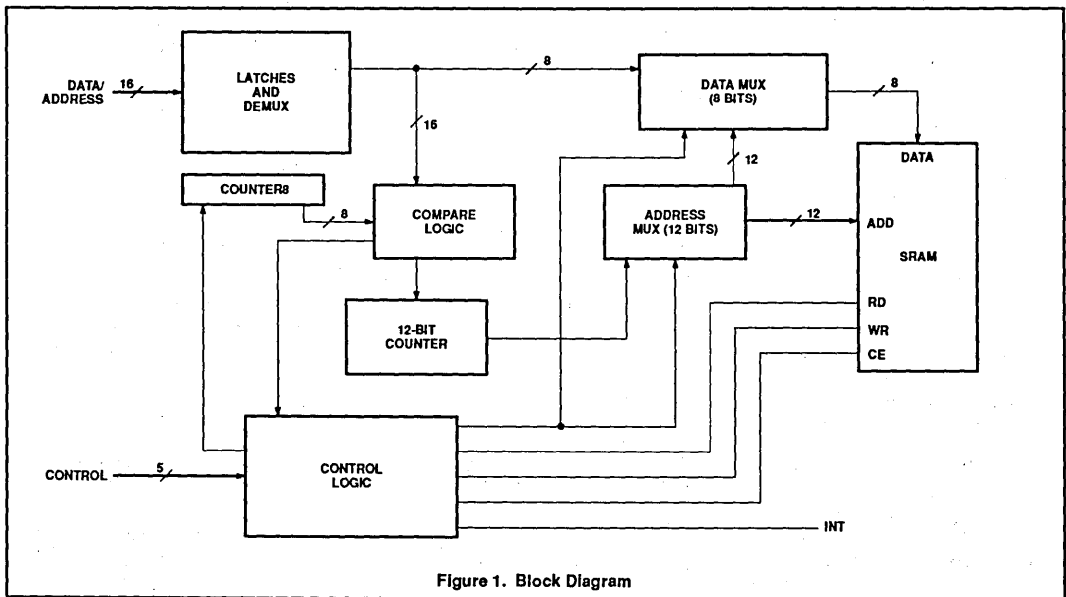 DATA/
ADDRESS
16
LATCHES
AND
DEMUX
8
DATA MUX
(8 BITS)
8
16
12
COUNTER8
8
COMPARE
LOGIC
ADDRESS
MUX (12 BITS)
12
DATA
ADD
SRAM
RD
WR
CE
12-BIT
COUNTER
CONTROL
5
CONTROL
LOGIC
INT
Figure 1. Block Diagram